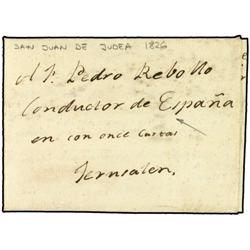 SAN JUAN DE JUDEA 1826
A F. Pedro Rebollo
Conductor de España
en con once cartas
Jerusalen.